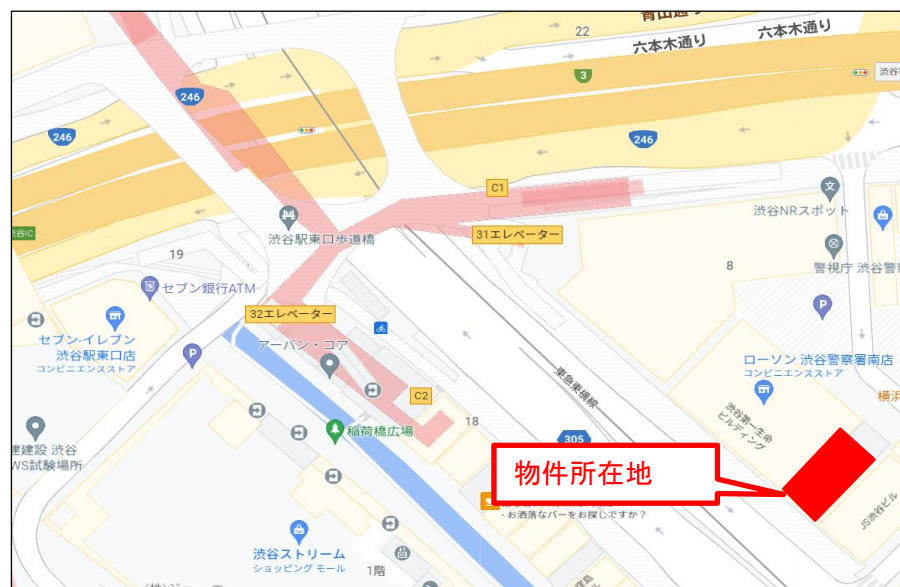 青山通り
22
六本木通り
六本木通り
3
246
246
246
C1
渋谷NRスポット
渋谷駅東口歩道橋
31エレベーター
19
8
警視庁 渋谷警
セブン銀行ATM
32エレベーター
セブン-イレブン
渋谷駅東口店
コンビニエンスストア
アーバン・コア
P
P
東急東横線
ローソン 渋谷警察署南店
コンビニエンスストア
C2
横浜
渋谷第一生命
ビルディング
稲荷橋広場
18
305
建建設 渋谷
WS試験場所
物件所在地
JS渋谷ビル
- お洒落なバーをお探しですか？
渋谷ストリーム
ショッピング モール
1階